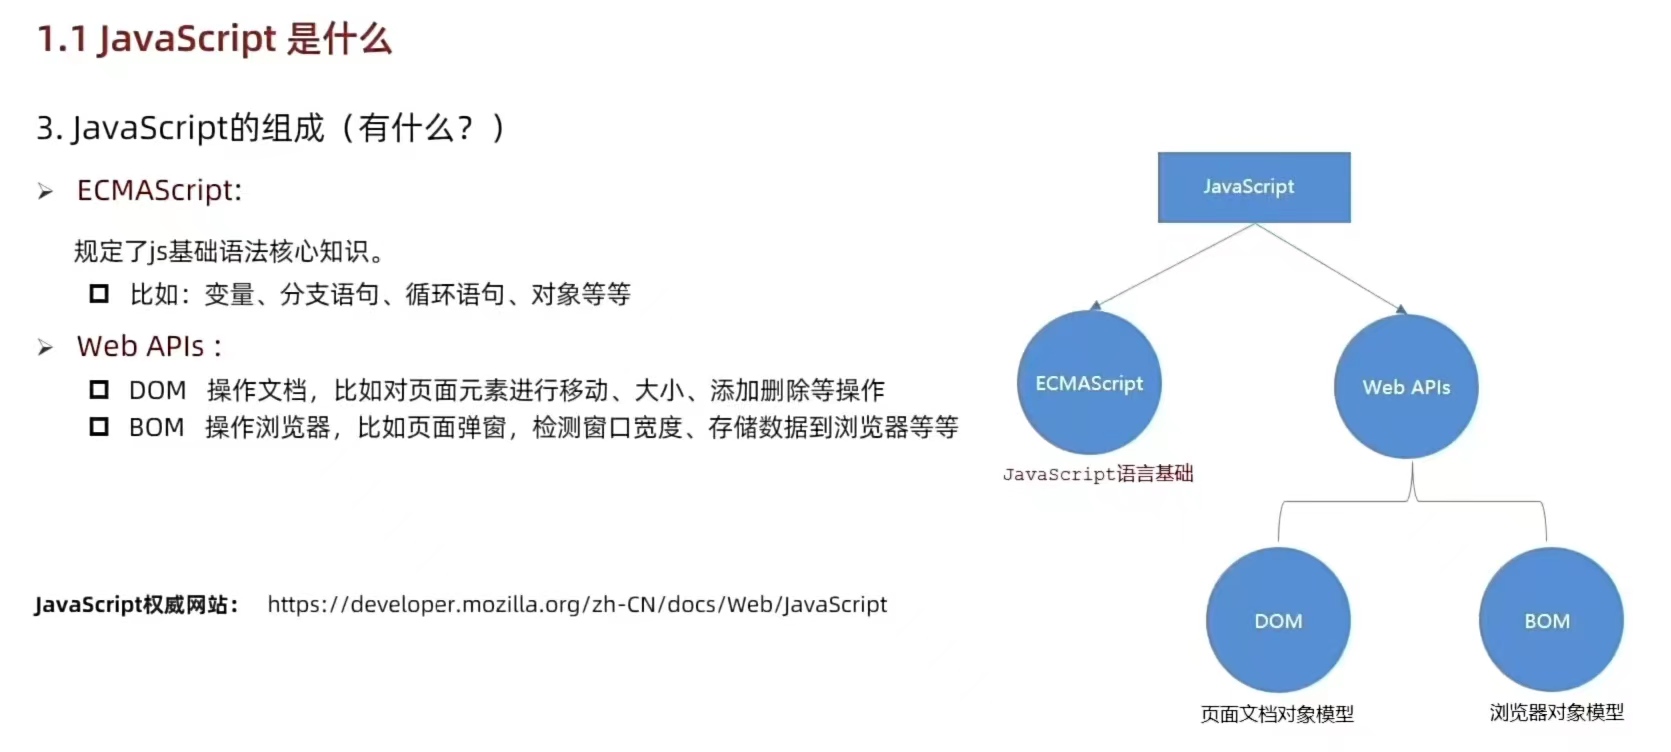 1.1 JavaScript 是什么
3. JavaScript的组成（有什么？）
ECMAScript:
规定了js基础语法核心知识。
比如：变量、分支语句、循环语句、对象等等
Web APIs :
DOM 操作文档，比如对页面元素进行移动、大小、添加删除等操作
BOM 操作浏览器，比如页面弹窗，检测窗口宽度、存储数据到浏览器等等
JavaScript权威网站： https://developer.mozilla.org/zh-CN/docs/Web/JavaScript
JavaScript
ECMAScript
Web APIs
JavaScript语言基础
DOM
BOM
页面文档对象模型
浏览器对象模型